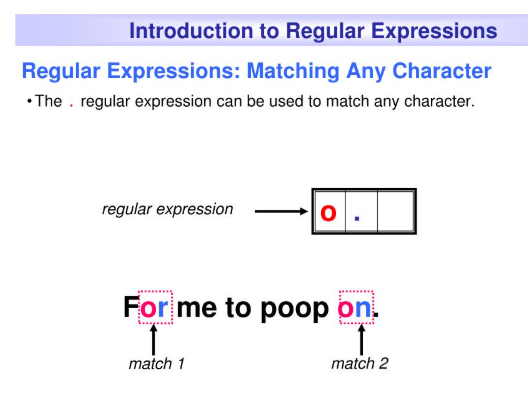 Introduction to Regular Expressions
Regular Expressions: Matching Any Character
• The . regular expression can be used to match any character.
regular expression
o .
For me to poop on.
match 1 match 2